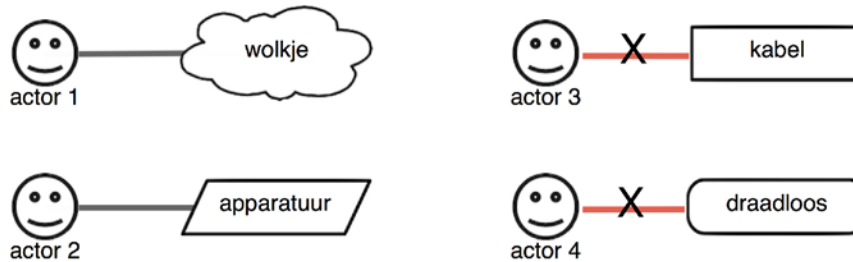 wolkje
actor 1
X
kabel
actor 3
apparatuur
actor 2
X
draadloos
actor 4